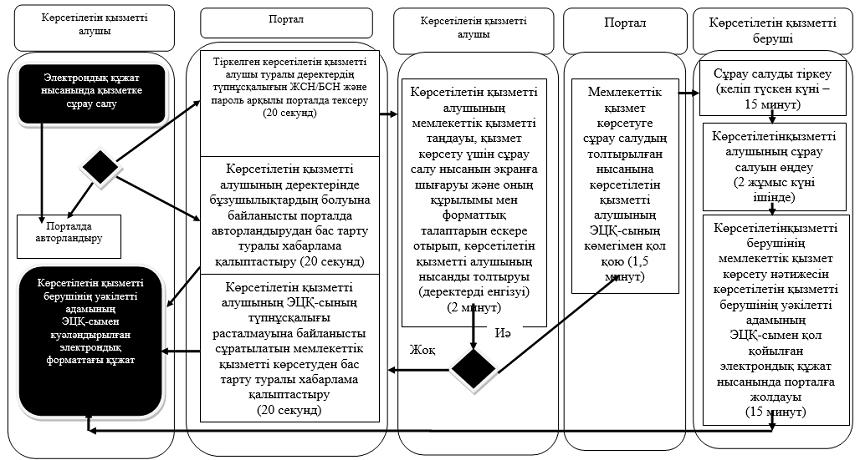 Көрсетілетін қызметті
алушы
Портал
Көрсетілетін қызметті
алушы
Портал
Көрсетілетін қызметті
беруші
Электрондық құжат
нысанында қызметке
сұрау салу
Порталда
авторландыру
Көрсетілетін қызметті
берушінің уәкілетті
адамының
ЭЦҚ-сымен
куәләндырылған
электрондық
форматтағы құжат
Тіркелген көрсетілетін қызметті
алушы туралы деректердің
түпнұсқалығын ЖСН/БСН және
пароль арқылы порталда тексеру
(20 секунд)
Көрсетілетін қызметті
алушының деректерінде
бұзушылықтардың болуына
байланысты порталда
авторландырудан бас тарту
туралы хабарлама
қалыптастыру (20 секунд)
Көрсетілетін қызметті
алушының ЭЦҚ-сының
түпнұсқалығы
расталмауына байланысты
сұратылатын мемлекеттік
қызметті көрсетуден бас
тарту туралы хабарлама
қалыптастыру
(20 секунд)
Көрсетілетін қызметті
алушының
мемлекеттік қызметті
таңдауы, қызмет
көрсету үшін сұрау
салу нысанын экранға
шығаруы және оның
құрылымы мен
форматтық
талаптарын ескере
отырып, көрсетілетін
қызметті алушының
нысанды толтыруы
(деректерді енгізуі)
(2 минут)
Иә
Жоқ
Мемлекеттік
қызмет
көрсетуге
сұрау салудың
толтырылған
нысанына
көрсетілетін
қызметті
алушының
ЭЦҚ-сының
көмегімен қол
қою (1,5
минут)
Сұрау салуды тіркеу
(келіп түскен күні –
15 минут)
Көрсетілетінқызметті
алушының сұрау
салуын өңдеу
(2 жұмыс күні
ішінде)
Көрсетілетінқызметті
берушінің
мемлекеттік қызмет
көрсету нәтижесін
көрсетілетін қызметті
берушінің уәкілетті
адамының
ЭЦҚ-сымен қол
қойылған
электрондық құжат
нысанында порталға
жолдауы
(15 минут)